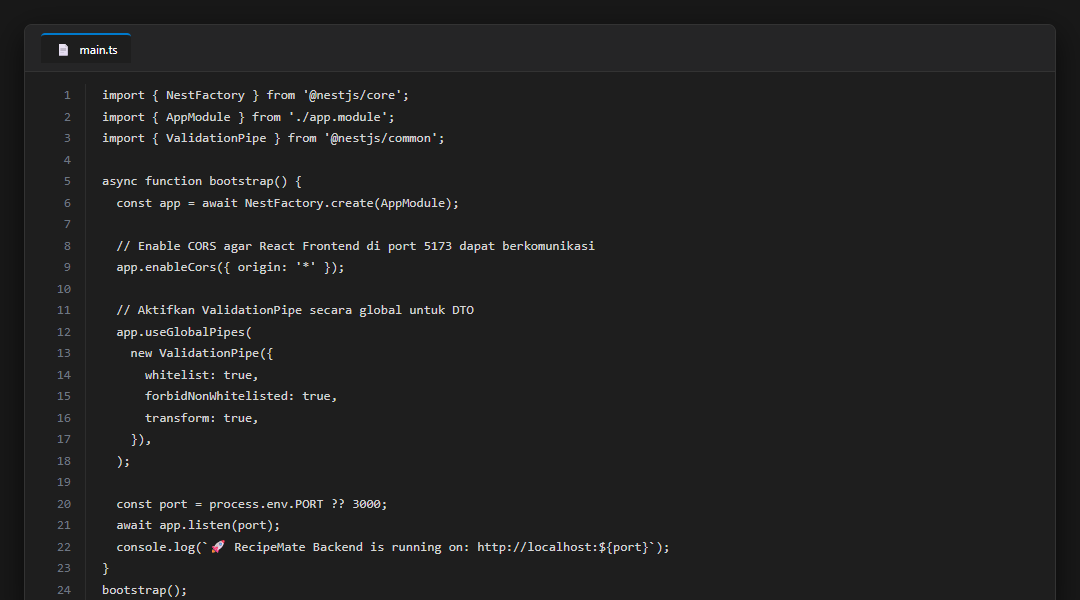 main.ts
1 import { NestFactory } from '@nestjs/core';
2 import { AppModule } from './app.module';
3 import { ValidationPipe } from '@nestjs/common';
4
5 async function bootstrap() {
6   const app = await NestFactory.create(AppModule);
7
8   // Enable CORS agar React Frontend di port 5173 dapat berkomunikasi
9   app.enableCors({ origin: '*' });
10
11   // Aktifkan ValidationPipe secara global untuk DTO
12   app.useGlobalPipes(
13     new ValidationPipe({
14       whitelist: true,
15       forbidNonWhitelisted: true,
16       transform: true,
17     }),
18   );
19
20   const port = process.env.PORT ?? 3000;
21   await app.listen(port);
22   console.log(`🚀 RecipeMate Backend is running on: http://localhost:${port}`);
23 }
24 bootstrap();